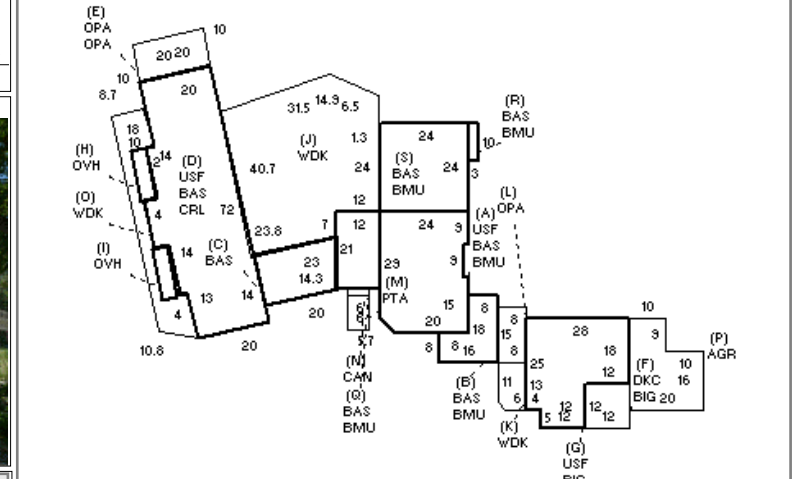 (E)
OPA
OPA
10
20 20
10
8.7
20
31.5 14.9 6.5
(R)
BAS
BMU
18
10
2 14
(H)
OVH
(D)
USF
BAS
CRL
(J)
WDK
1.3
24
10
40.7
24
(S)
BAS
BMU
24
3
(O)
WDK
4
72
12
(L)
OPA
(I)
OVH
14
(C)
BAS
23.8
7
12
24
9
(A)
USF
BAS
BMU
23
14.3
21
29
(M)
PTA
9
13
14
20
15
4
10.8
20
20
6
6
5.7
18
8
8
15
8
8 16
(N)
CAN
(Q)
BAS
BMU
(B)
BAS
BMU
10
28
9
18
12
(P)
AGR
10
16
(F)
DKC
BIG 20
25
13
4
11
6
12
5 12
12
12
(K)
WDK
(G)
USF
BIG